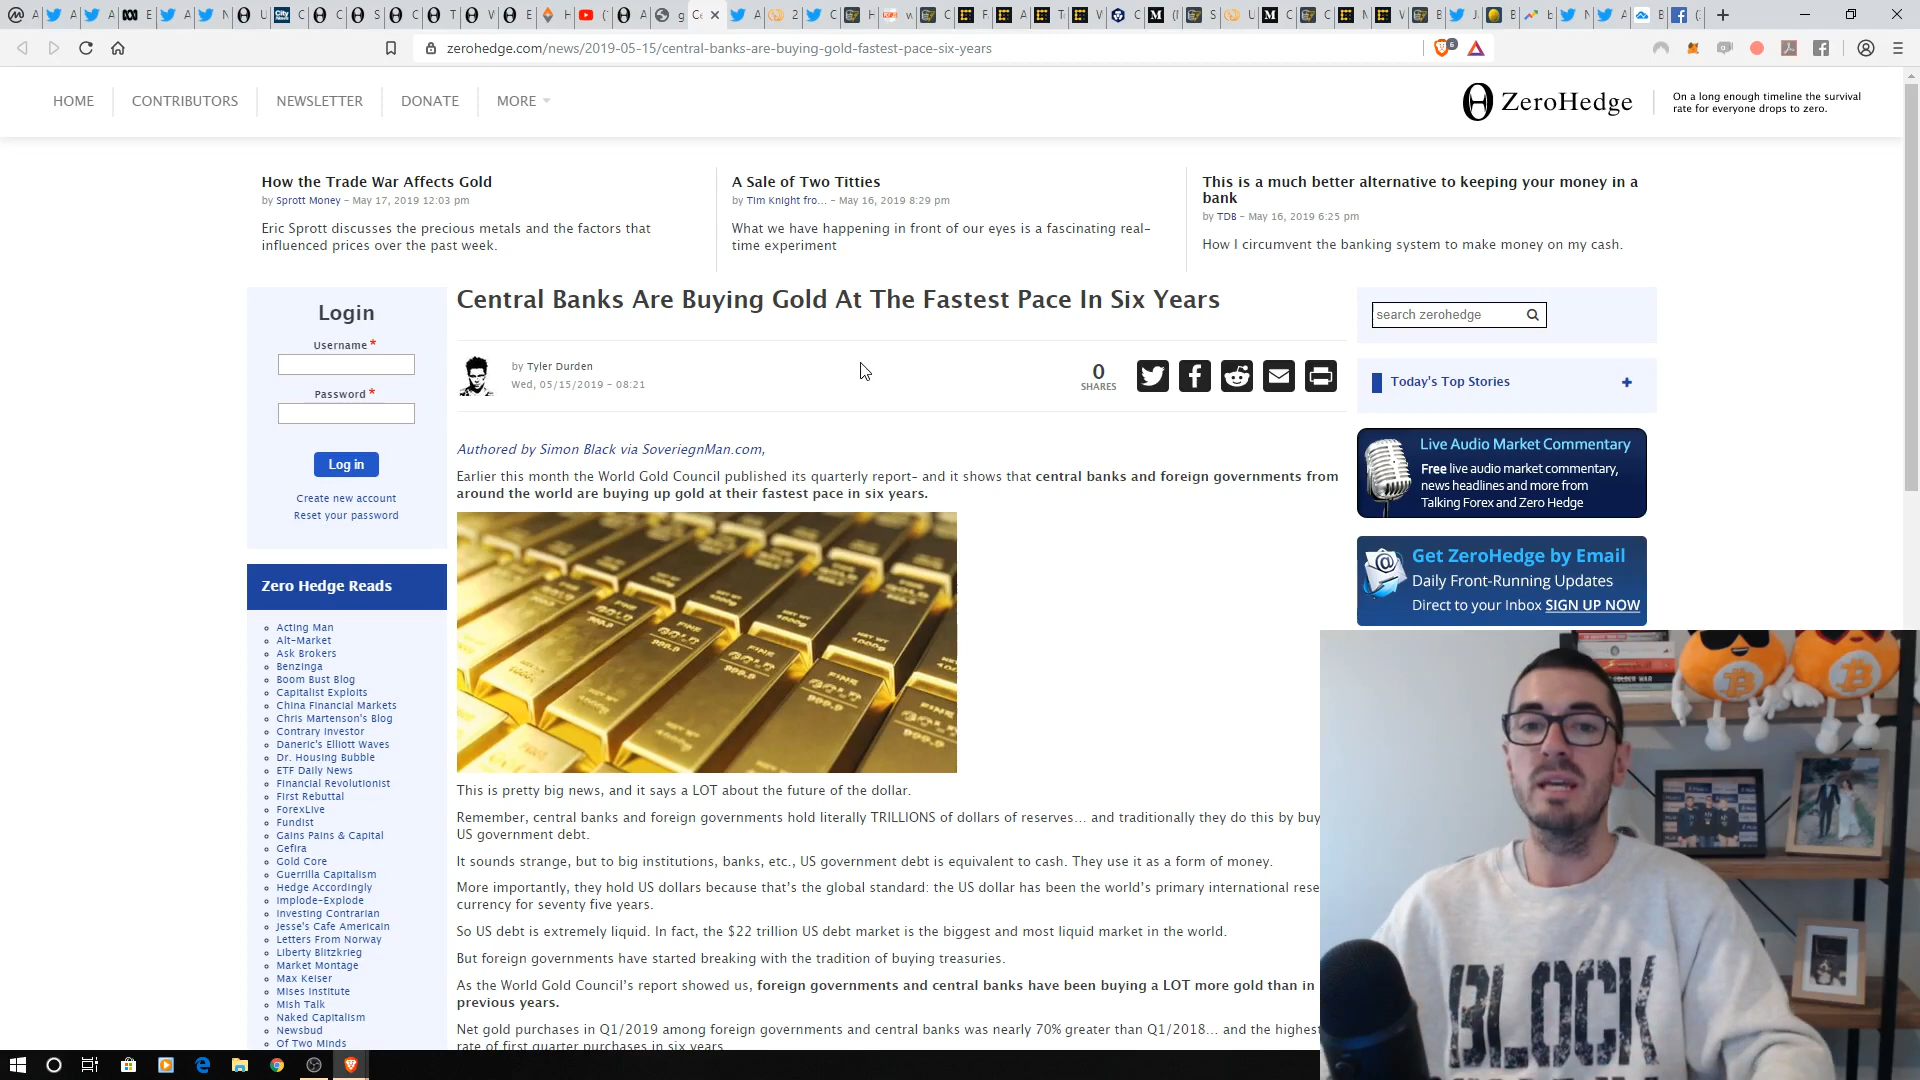 zerohedge.com/news/2019-05-15/central-banks-are-buying-gold-fastest-pace-six-years
6
HOME
CONTRIBUTORS
NEWSLETTER
DONATE
MORE
ZeroHedge
On a long enough timeline the survival
rate for everyone drops to zero.
How the Trade War Affects Gold
by Sprott Money - May 17, 2019 12:03 pm
Eric Sprott discusses the precious metals and the factors that
influenced prices over the past week.
A Sale of Two Titties
by Tim Knight fro... - May 16, 2019 8:29 pm
What we have happening in front of our eyes is a fascinating real-
time experiment
This is a much better alternative to keeping your money in a
bank
by TDB - May 16, 2019 6:25 pm
How I circumvent the banking system to make money on my cash.
Login
Username *
Password *
Log in
Create new account
Reset your password
Zero Hedge Reads
Acting Man
Alt-Market
Ask Brokers
Benzinga
Boom Bust Blog
Capitalist Exploits
China Financial Markets
Chris Martenson's Blog
Contrary Investor
Daneric's Elliott Waves
Dr. Housing Bubble
ETF Daily News
Financial Revolutionist
First Rebuttal
ForexLive
Fundist
Gains Pains & Capital
Gefira
Gold Core
Guerrilla Capitalism
Hedge Accordingly
Implode-Explode
Investing Contrarian
Jesse's Cafe Americain
Letters From Norway
Liberty Blitzkrieg
Market Montage
Max Keiser
Mises Institute
Mish Talk
Naked Capitalism
Newsbud
Of Two Minds
Central Banks Are Buying Gold At The Fastest Pace In Six Years
by Tyler Durden
Wed, 05/15/2019 - 08:21
0
SHARES
Authored by Simon Black via SoveriegnMan.com,
Earlier this month the World Gold Council published its quarterly report- and it shows that central banks and foreign governments from
around the world are buying up gold at their fastest pace in six years.
FINE
GOLD
999.9
FINE
GOLD
999.9
FINE
GOLD
999.9
This is pretty big news, and it says a LOT about the future of the dollar.
Remember, central banks and foreign governments hold literally TRILLIONS of dollars of reserves... and traditionally they do this by buy
US government debt.
It sounds strange, but to big institutions, banks, etc., US government debt is equivalent to cash. They use it as a form of money.
More importantly, they hold US dollars because that's the global standard: the US dollar has been the world's primary international rese
currency for seventy five years.
So US debt is extremely liquid. In fact, the $22 trillion US debt market is the biggest and most liquid market in the world.
But foreign governments have started breaking with the tradition of buying treasuries.
As the World Gold Council's report showed us, foreign governments and central banks have been buying a LOT more gold than in
previous years.
Net gold purchases in Q1/2019 among foreign governments and central banks was nearly 70% greater than Q1/2018... and the highest
rate of first quarter purchases in six years
search zerohedge
Today's Top Stories
+
Live Audio Market Commentary
Free live audio market commentary,
news headlines and more from
Talking Forex and Zero Hedge
Get ZeroHedge by Email
Daily Front-Running Updates
Direct to your Inbox SIGN UP NOW
BLOCK